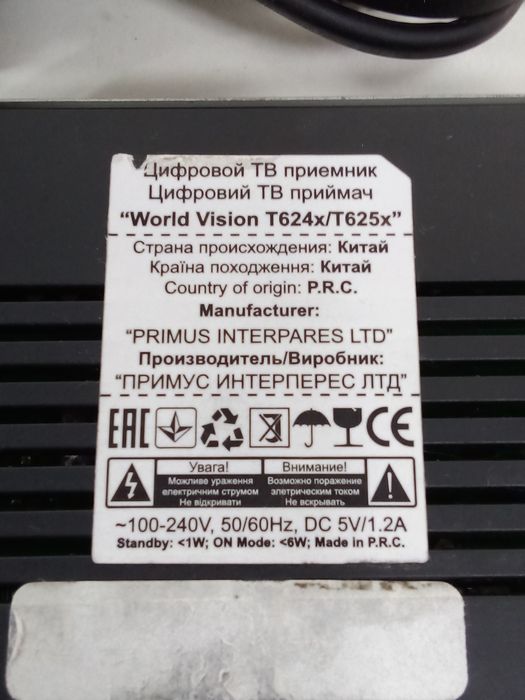 Цифровой ТВ приемник
Цифровий ТВ приймач
“World Vision T624x/T625x”
Страна происхождения: Китай
Країна походження: Китай
Country of origin: P.R.C.
Manufacturer:
“PRIMUS INTERPARES LTD”
Производитель/Виробник:
“ПРИМУС ИНТЕРПЕРЕС ЛТД”
EAC CE
Увага!
Можливе ураження
електричним струмом
Не відкривати
Внимание!
Возможно поражение
злетрическим током
Не вскрывать
~100-240V, 50/60Hz, DC 5V/1.2A
Standby: <1W; ON Mode: <6W; Made in P.R.C.